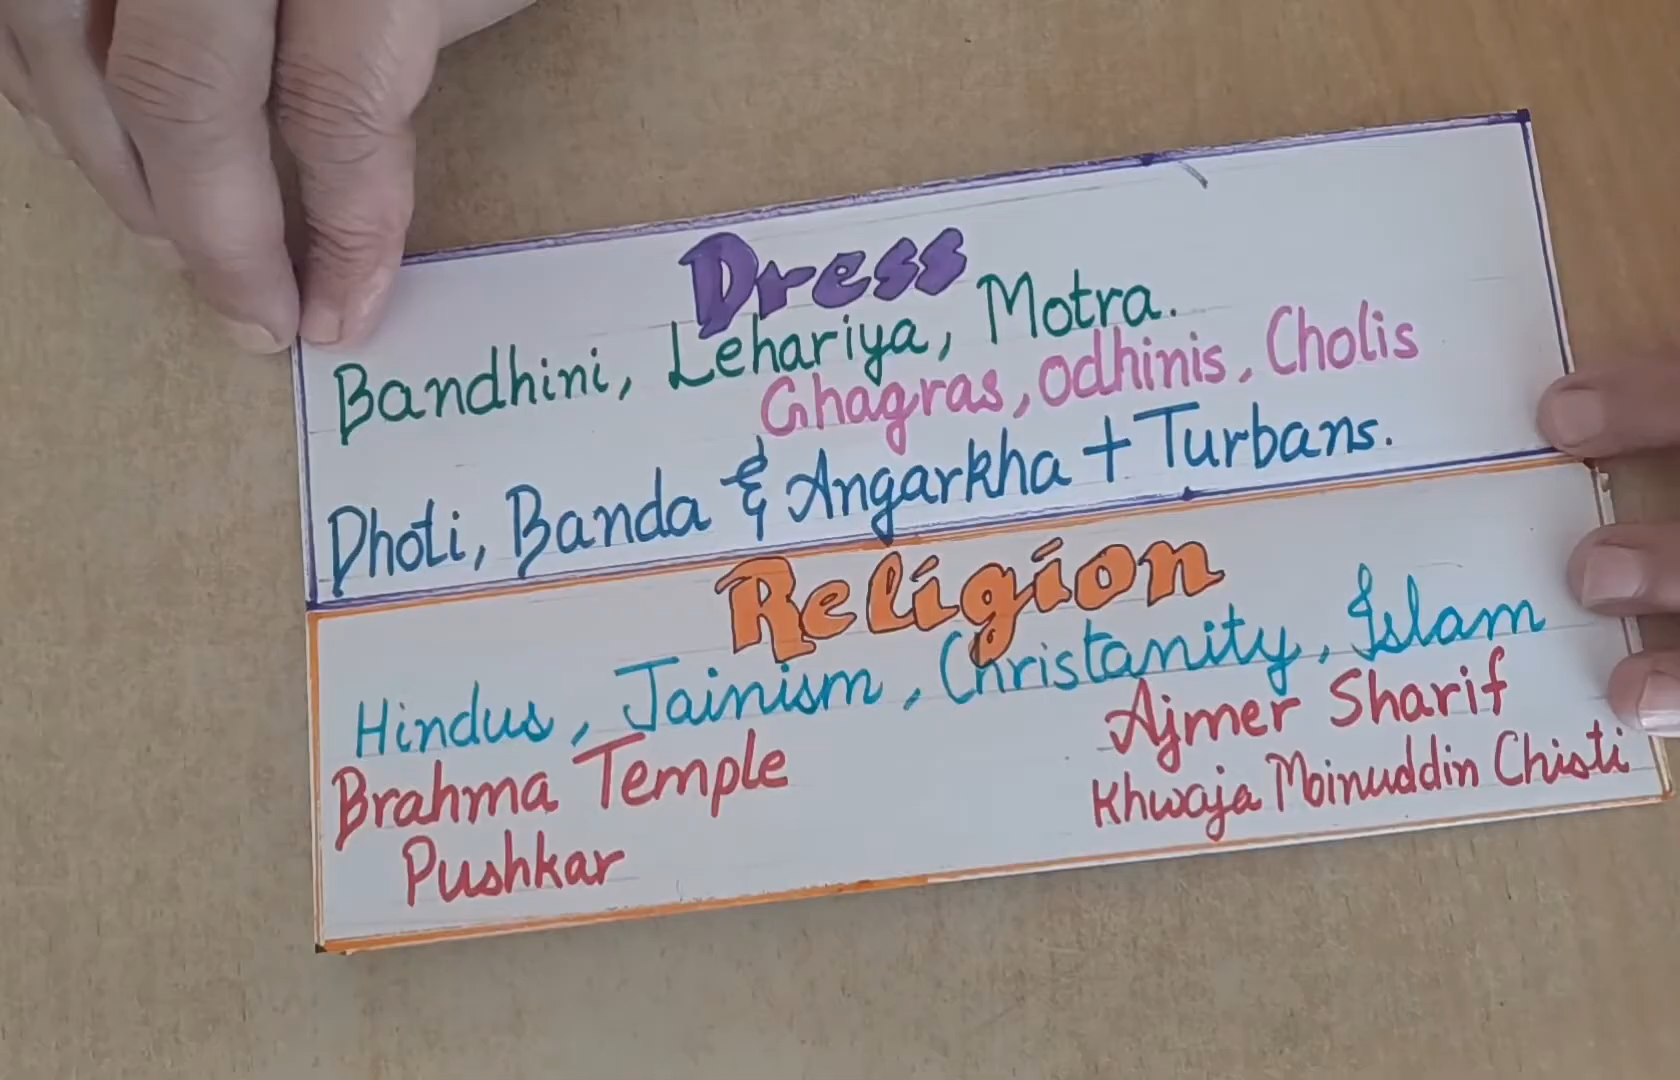 Dress
Bandhini, Lehariya, Motra.
Ghagras, odhinis, Cholis
Dhoti, Banda & Angarkha + Turbans.
Religion
Hindus, Jainism, Christanity, Islam
Brahma Temple
Pushkar
Ajmer Sharif
Khwaja Moinuddin Chisti